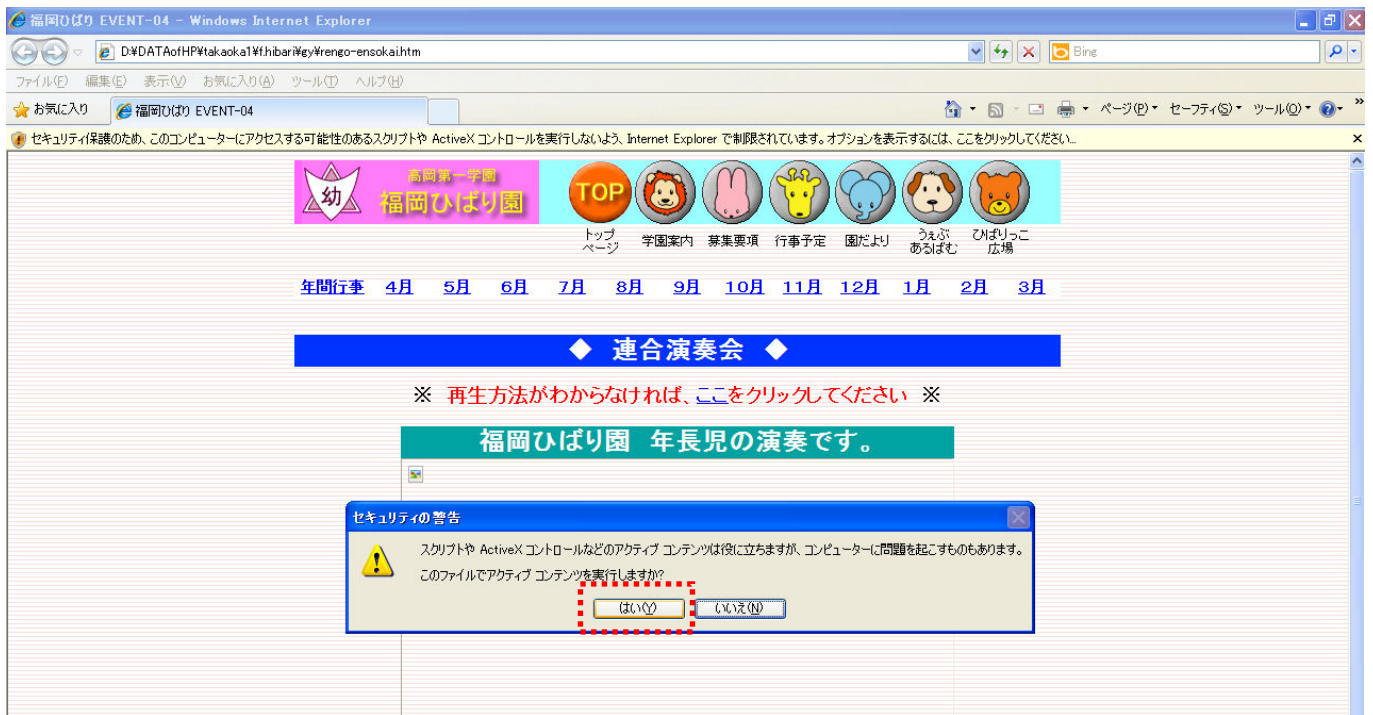 福岡ひばり EVENT-04 - Windows Internet Explorer
D:¥DATAofHP¥takaoka1¥f.hibari¥gy¥rengo-ensokai.htm
Bing
ファイル(F) 編集(E) 表示(V) お気に入り(A) ツール(T) ヘルプ(H)
お気に入り 福岡ひばり EVENT-04 ページ(P) セーフティ(S) ツール(O)
セキュリティ保護のため、このコンピューターにアクセスする可能性のあるスクリプトや ActiveX コントロールを実行しないよう、Internet Explorer で制限されています。オプションを表示するには、ここをクリックしてください...
幼
高岡第一学園
福岡ひばり園
TOP
トップページ 学園案内 募集要項 行事予定 園だより うぇぶあるばむ ひばりっこ広場
年間行事 4月 5月 6月 7月 8月 9月 10月 11月 12月 1月 2月 3月
◆ 連合演奏会 ◆
※ 再生方法がわからなければ、ここをクリックしてください ※
福岡ひばり園 年長児の演奏です。
セキュリティの警告
スクリプトや ActiveX コントロールなどのアクティブ コンテンツは役に立ちますが、コンピューターに問題を起こすものもあります。
このファイルでアクティブ コンテンツを実行しますか?
はい(Y) いいえ(N)